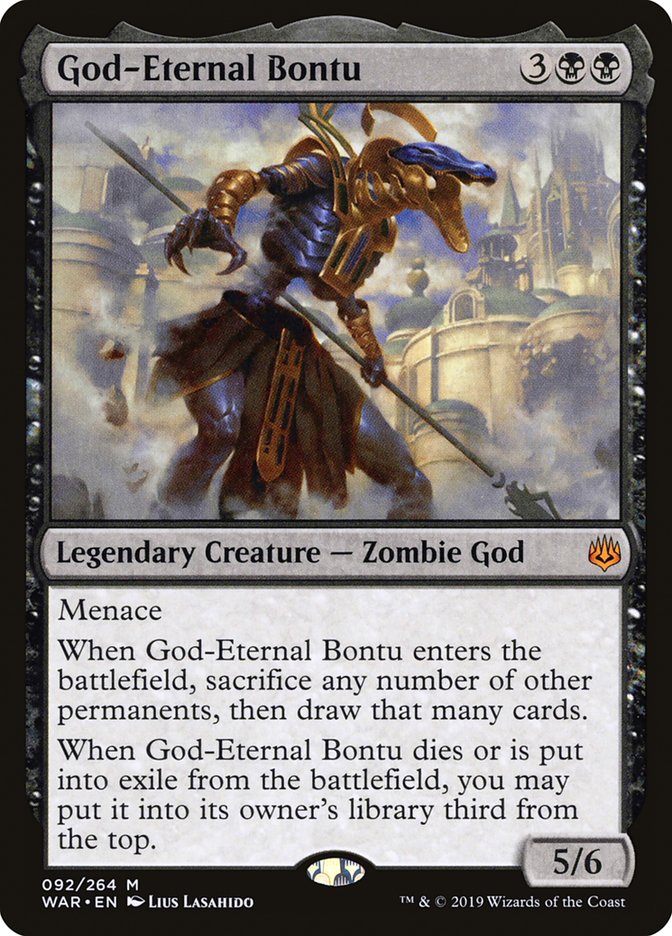 God-Eternal Bontu
3
Legendary Creature — Zombie God
Menace
When God-Eternal Bontu enters the
battlefield, sacrifice any number of other
permanents, then draw that many cards.
When God-Eternal Bontu dies or is put
into exile from the battlefield, you may
put it into its owner's library third from
the top.
5/6
092/264 M
WAR • EN Lius Lasahido
™ & © 2019 Wizards of the Coast